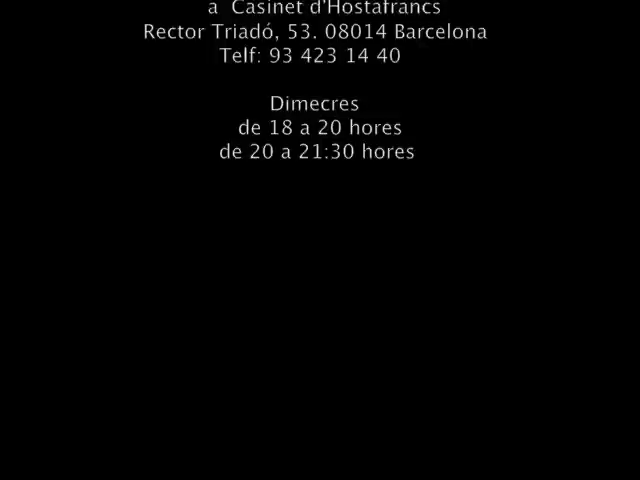 a Casinet d'Hostafrancs
Rector Triadó, 53. 08014 Barcelona
Telf: 93 423 14 40
Dimecres
de 18 a 20 hores
de 20 a 21:30 hores